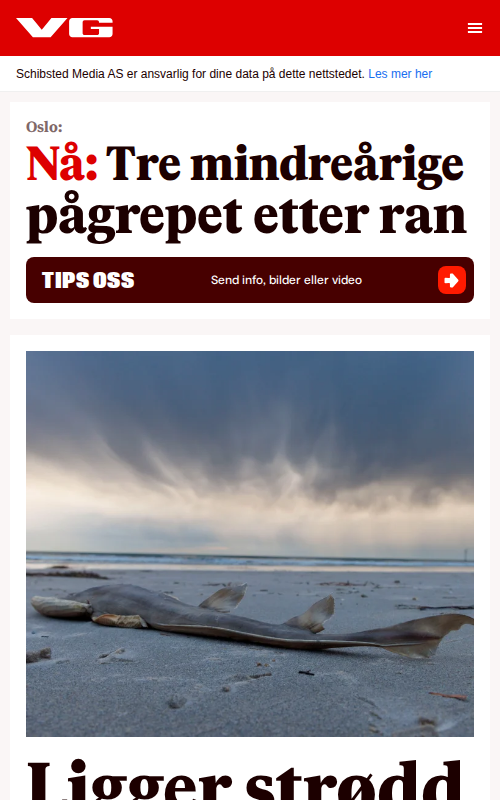 VG
Schibsted Media AS er ansvarlig for dine data på dette nettstedet. Les mer her
Oslo:
Nå: Tre mindreårige
pågrepet etter ran
TIPS OSS Send info, bilder eller video
Ligger strødd